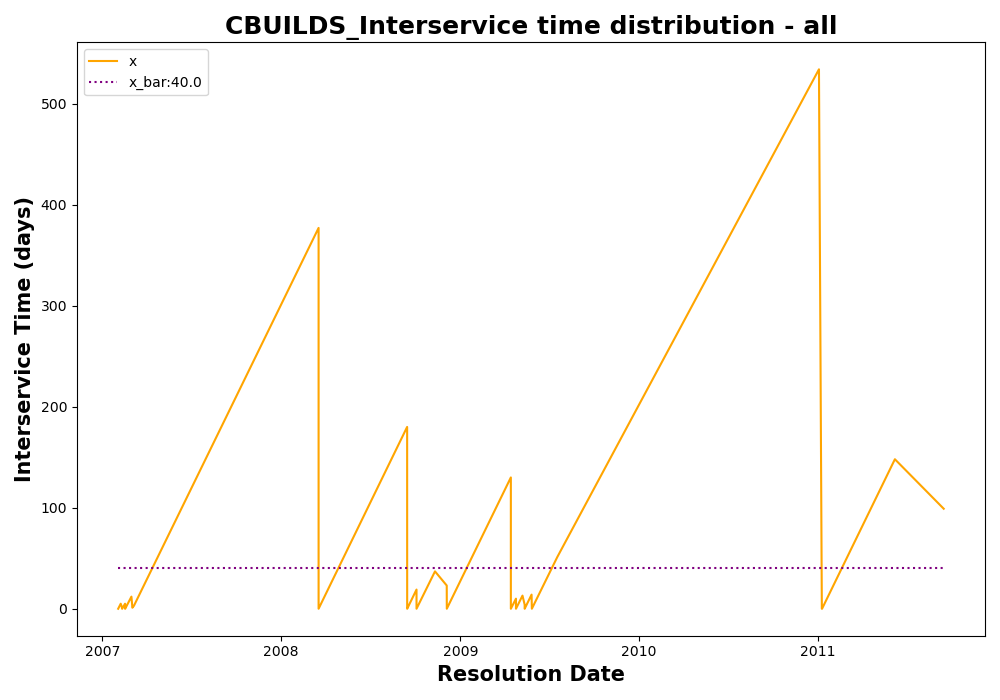 CBUILDS_Interservice time distribution - all
x
x_bar:40.0
Interservice Time (days)
500
400
300
200
100
0
2007
2008
2009
2010
2011
Resolution Date